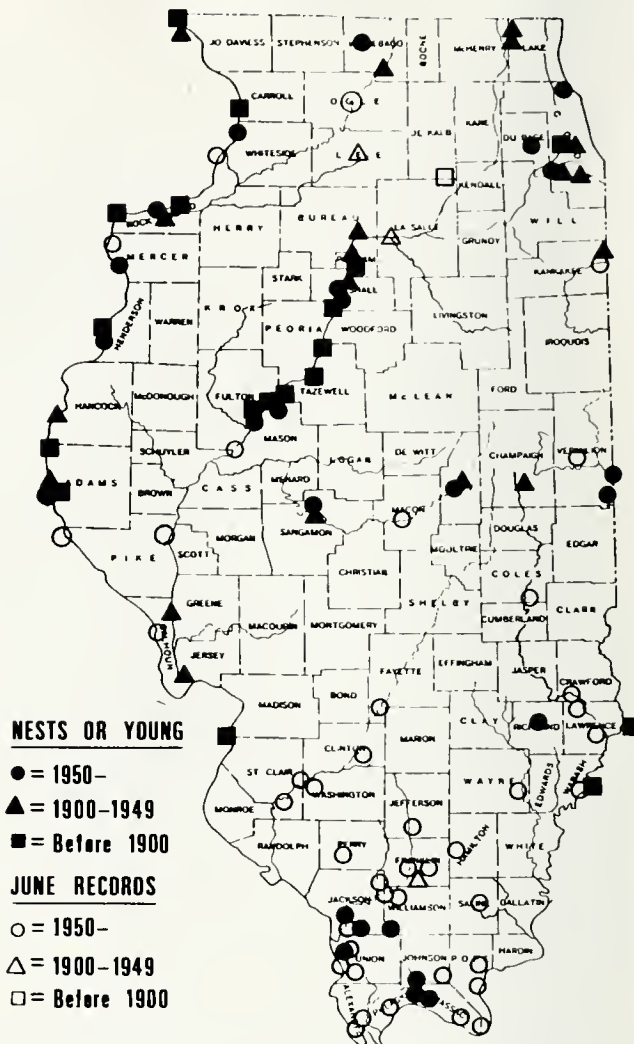 JO DAVIESS STEPHENSON BOONE McHENRY LAKE
CARROLL OGLE DE KALB KANE
DU PAGE
WHITESIDE LEE
KENDALL
ROCK BUREAU LA SALLE WILL
HENRY GRUNDY
MERCER KANKAKEE
STARK
KNOX
HENDERSON WARREN PEORIA WOODFORD LIVINGSTON
IROQUOIS
FULTON TAZEWELL McLEAN FORD
HANCOCK McDONOUGH
MASON
SCHUYLER LOGAN DE WITT CHAMPAIGN VERMILION
ADAMS BROWN CASS MENARD
MACON
SANGAMON DOUGLAS
MORGAN MOULTRIE EDGAR
PIKE SCOTT CHRISTIAN
COLES
GREENE SHELBY CLARK
MACOUPIN MONTGOMERY CUMBERLAND
CALHOUN
JERSEY FAYETTE EFFINGHAM JASPER CRAWFORD
MADISON BOND
CLAY RICHLAND LAWRENCE
MARION
CLINTON
ST. CLAIR WAYNE EDWARDS WABASH
WASHINGTON
MONROE JEFFERSON
RANDOLPH PERRY HAMILTON WHITE
FRANKLIN
JACKSON WILLIAMSON SALINE GALLATIN
UNION JOHNSON POPE HARDIN
ALEXANDER
NESTS OR YOUNG
● = 1950-
▲ = 1900-1949
■ = Before 1900
JUNE RECORDS
○ = 1950-
△ = 1900-1949
□ = Before 1900